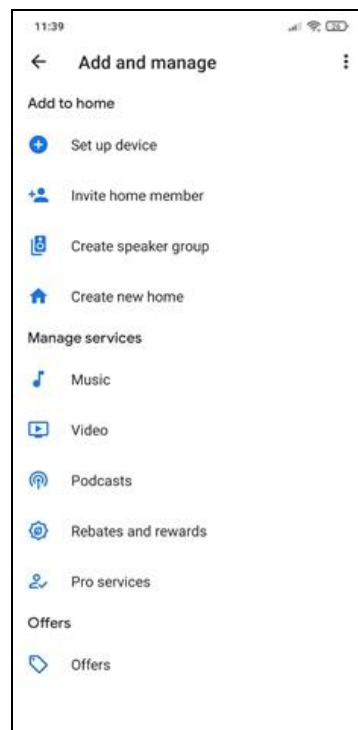 11:39
26
Add and manage
Add to home
Set up device
Invite home member
Create speaker group
Create new home
Manage services
Music
Video
Podcasts
Rebates and rewards
Pro services
Offers
Offers